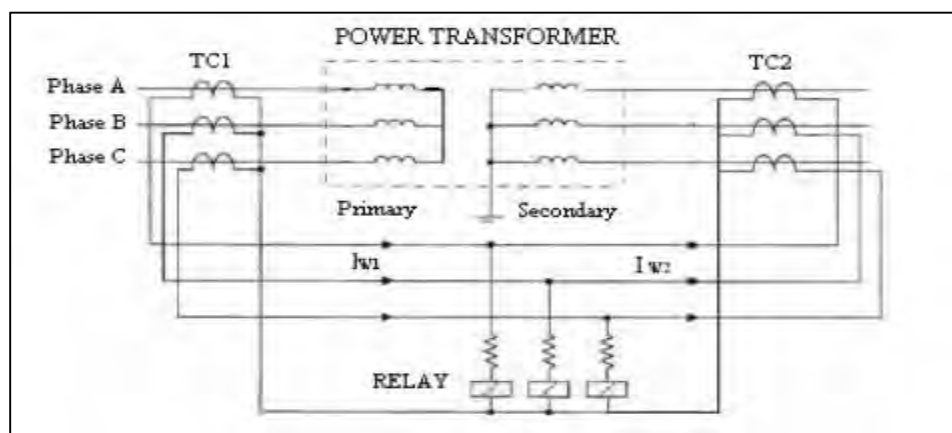 POWER TRANSFORMER
TC1
TC2
Phase A
Phase B
Phase C
Primary
Secondary
IW1
I W2
RELAY